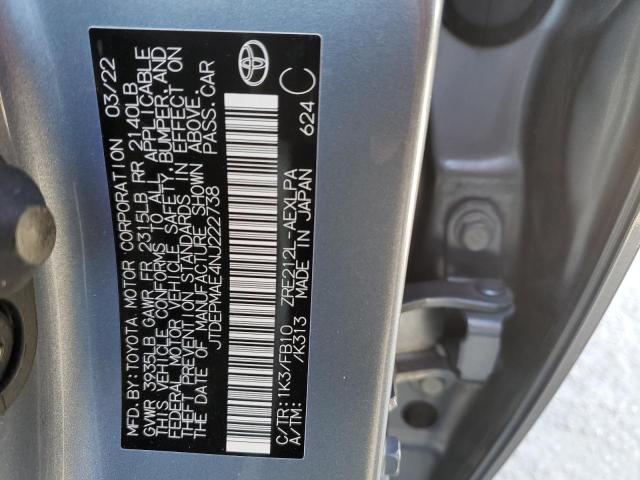 MFD. BY: TOYOTA MOTOR CORPORATION 03/22
GVWR 3935LB GAWR FR 2315LB RR 2140LB
THIS VEHICLE CONFORMS TO ALL APPLICABLE
FEDERAL MOTOR VEHICLE SAFETY, BUMPER, AND
THEFT PREVENTION STANDARDS IN EFFECT ON
THE DATE OF MANUFACTURE SHOWN ABOVE.
JTDEPMAE4NJ222738 PASS. CAR
C/TR: 1K3/FB10 ZRE212L-AEXLPA
A/TM: /K313 MADE IN JAPAN 624 C